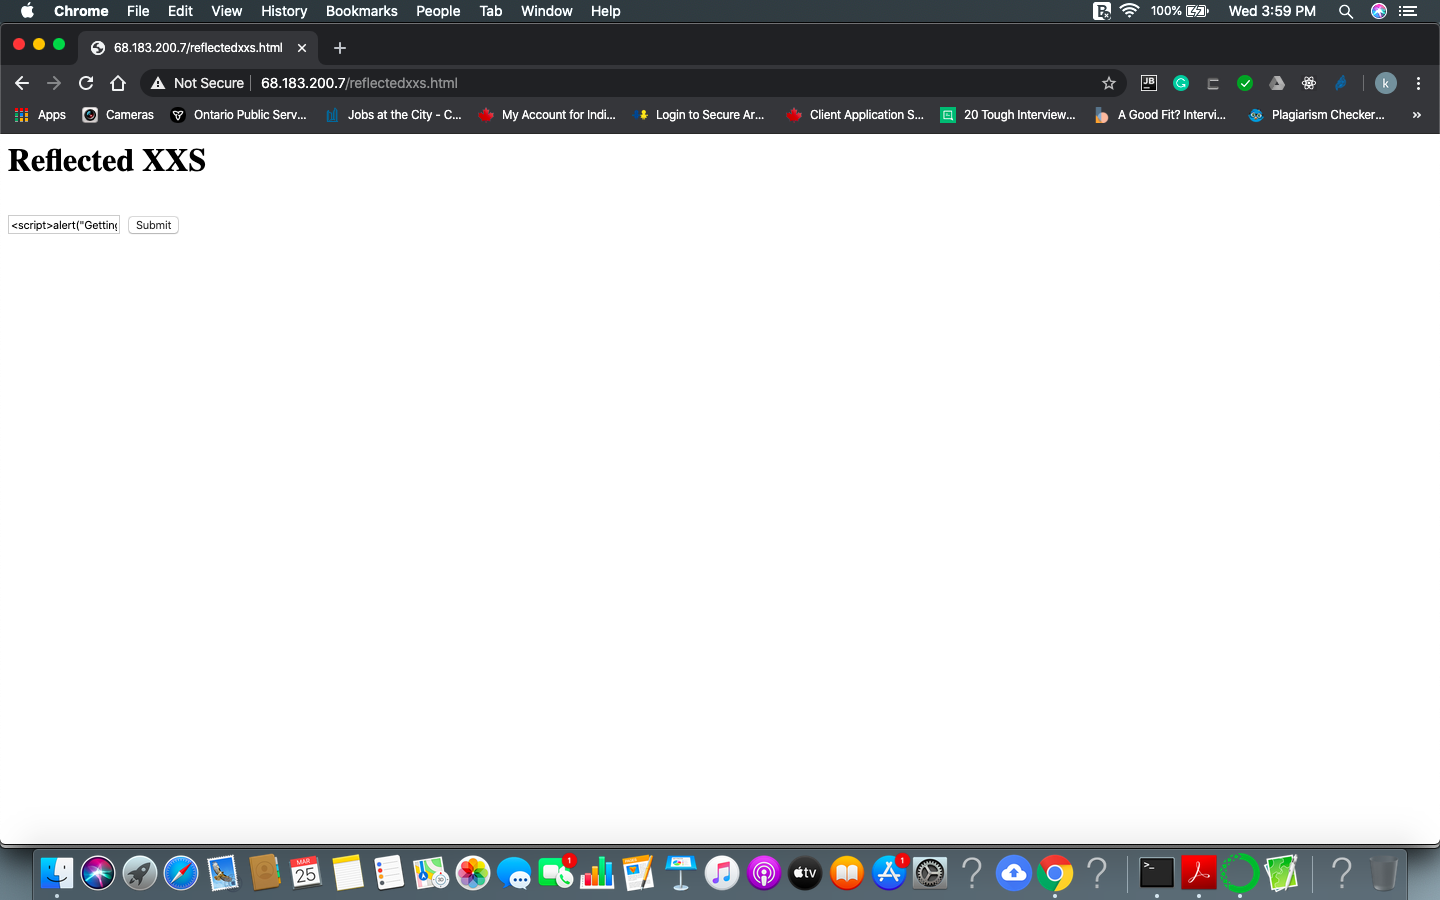 Chrome File Edit View History Bookmarks People Tab Window Help 100% Wed 3:59 PM
68.183.200.7/reflectedxxs.html
Not Secure 68.183.200.7/reflectedxxs.html JB k
Apps Cameras Ontario Public Serv... Jobs at the City - C... My Account for Indi... Login to Secure Ar... Client Application S... 20 Tough Interview... A Good Fit? Intervi... Plagiarism Checker... »
Reflected XXS
<script>alert("Getting Submit
MAR 25 1 tv 1